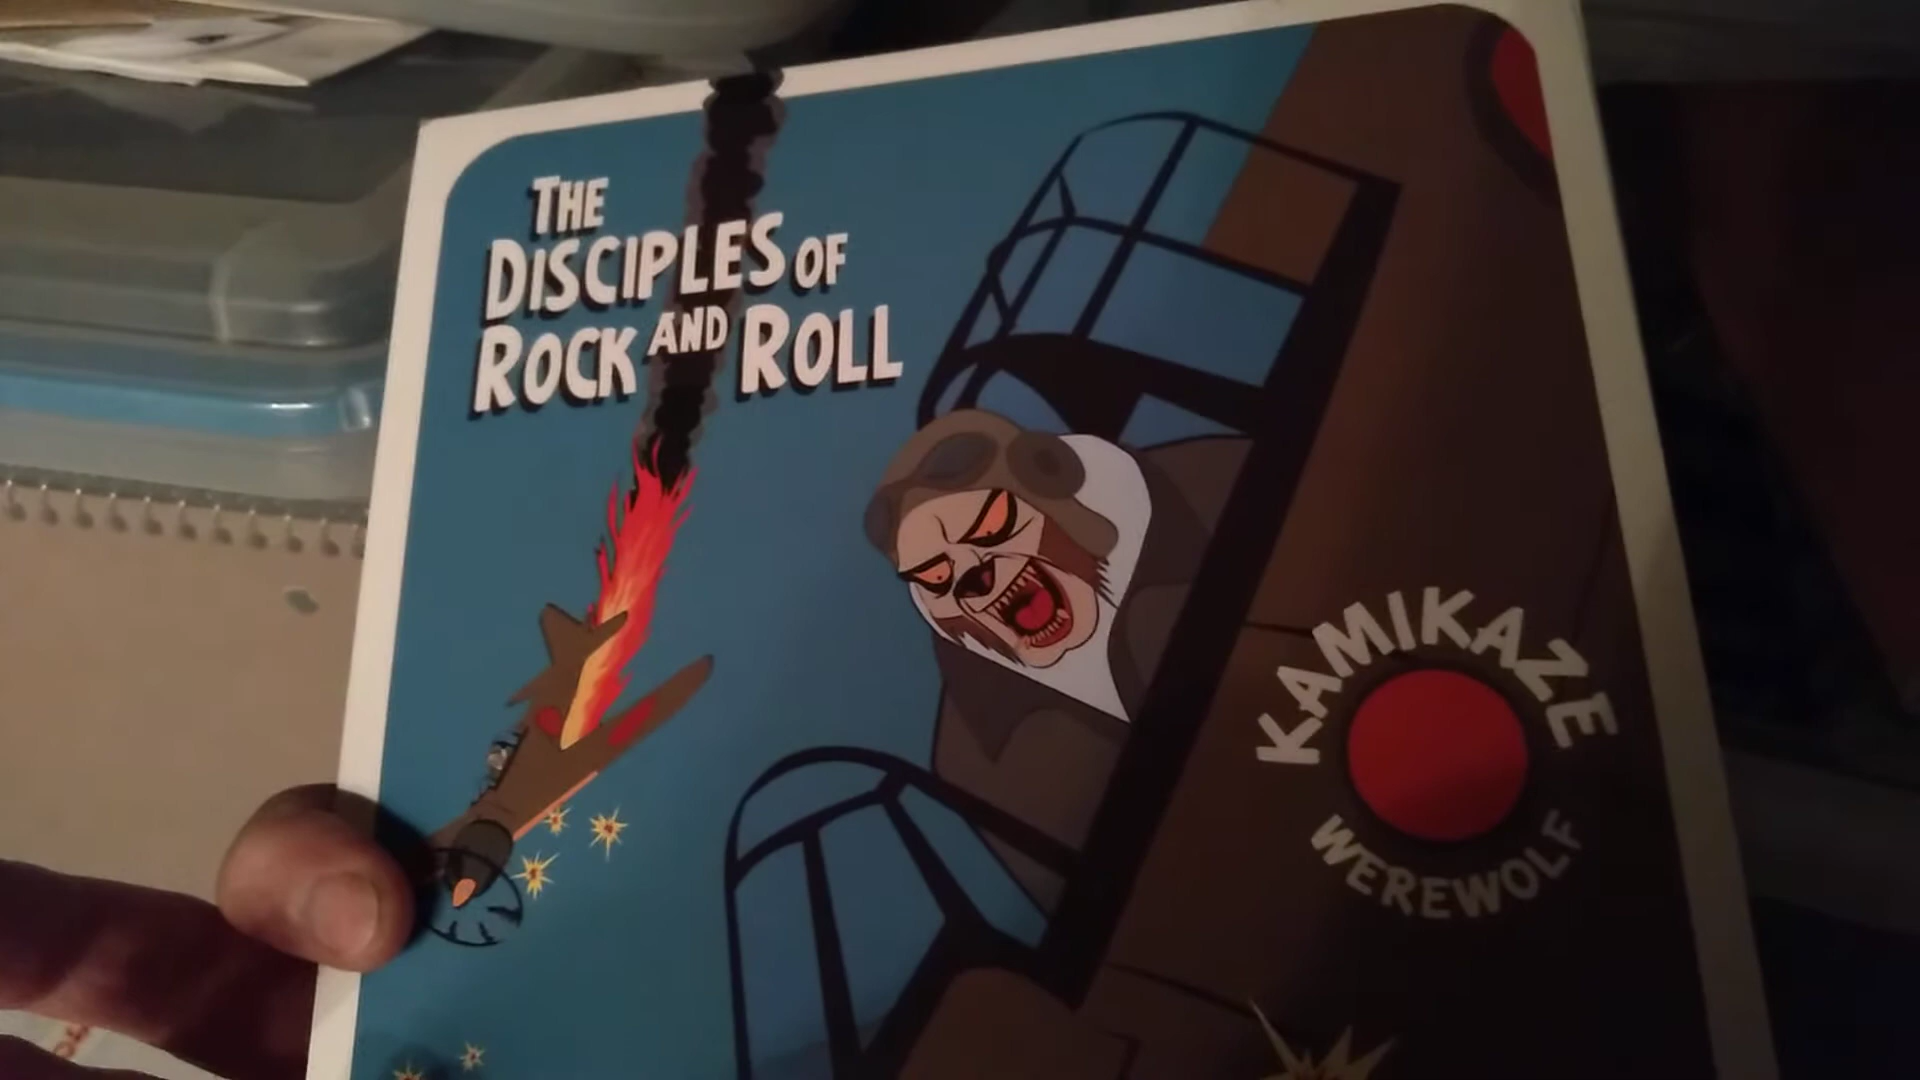 THE
DISCIPLES OF
ROCK AND ROLL
KAMIKAZE
WEREWOLF